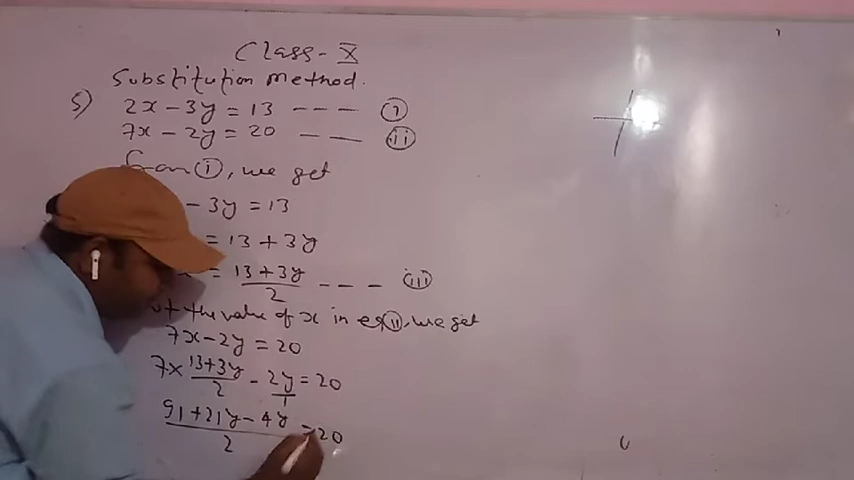 Class - X
Substitution Method.
5) 2x - 3y = 13 --- (i)
7x - 2y = 20 --- (ii)
From (i), we get
- 3y = 13
= 13 + 3y
= 13 + 3y / 2 --- (iii)
the value of x in eq (ii), we get
7x - 2y = 20
7 x 13+3y / 2 - 2y / 1 = 20
91 + 21y - 4y / 2 = 20